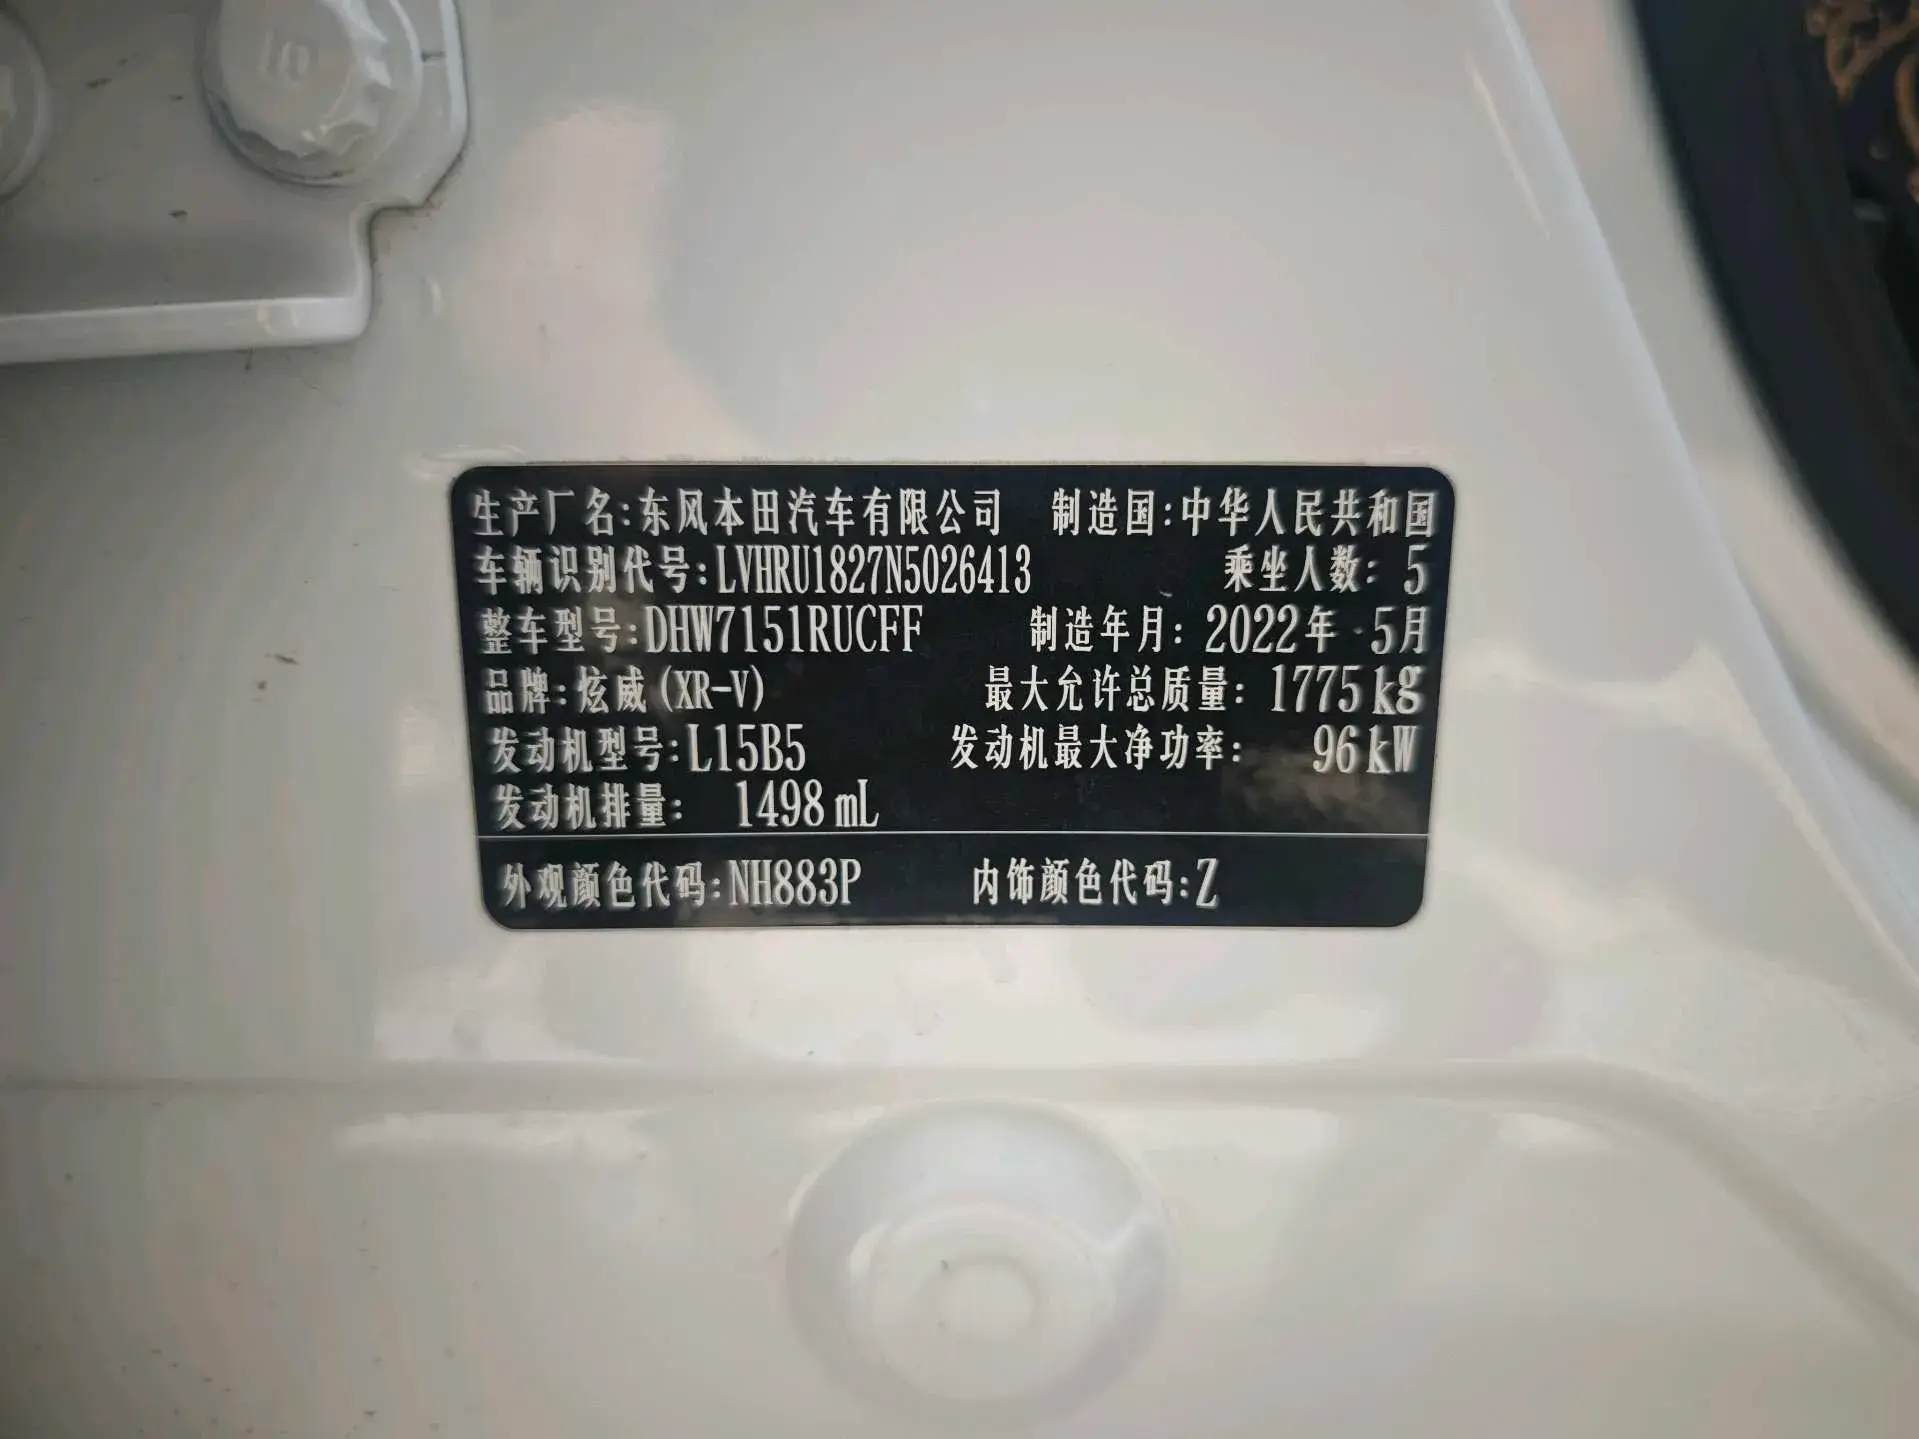 10
生产厂名:东风本田汽车有限公司 制造国:中华人民共和国
车辆识别代号:LVHRU1827N5026413 乘坐人数: 5
整车型号:DHW7151RUCFF 制造年月: 2022年 5月
品牌:炫威(XR-V) 最大允许总质量: 1775kg
发动机型号:L15B5 发动机最大净功率: 96kW
发动机排量: 1498mL
外观颜色代码:NH883P 内饰颜色代码:Z